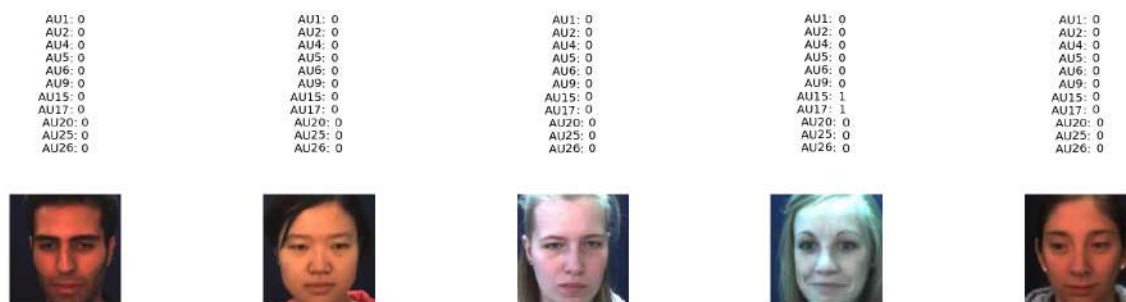 AU1: 0 AU1: 0 AU1: 0 AU1: 0 AU1: 0
AU2: 0 AU2: 0 AU2: 0 AU2: 0 AU2: 0
AU4: 0 AU4: 0 AU4: 0 AU4: 0 AU4: 0
AU5: 0 AU5: 0 AU5: 0 AU5: 0 AU5: 0
AU6: 0 AU6: 0 AU6: 0 AU6: 0 AU6: 0
AU9: 0 AU9: 0 AU9: 0 AU9: 0 AU9: 0
AU15: 0 AU15: 0 AU15: 0 AU15: 1 AU15: 0
AU17: 0 AU17: 0 AU17: 0 AU17: 1 AU17: 0
AU20: 0 AU20: 0 AU20: 0 AU20: 0 AU20: 0
AU25: 0 AU25: 0 AU25: 0 AU25: 0 AU25: 0
AU26: 0 AU26: 0 AU26: 0 AU26: 0 AU26: 0